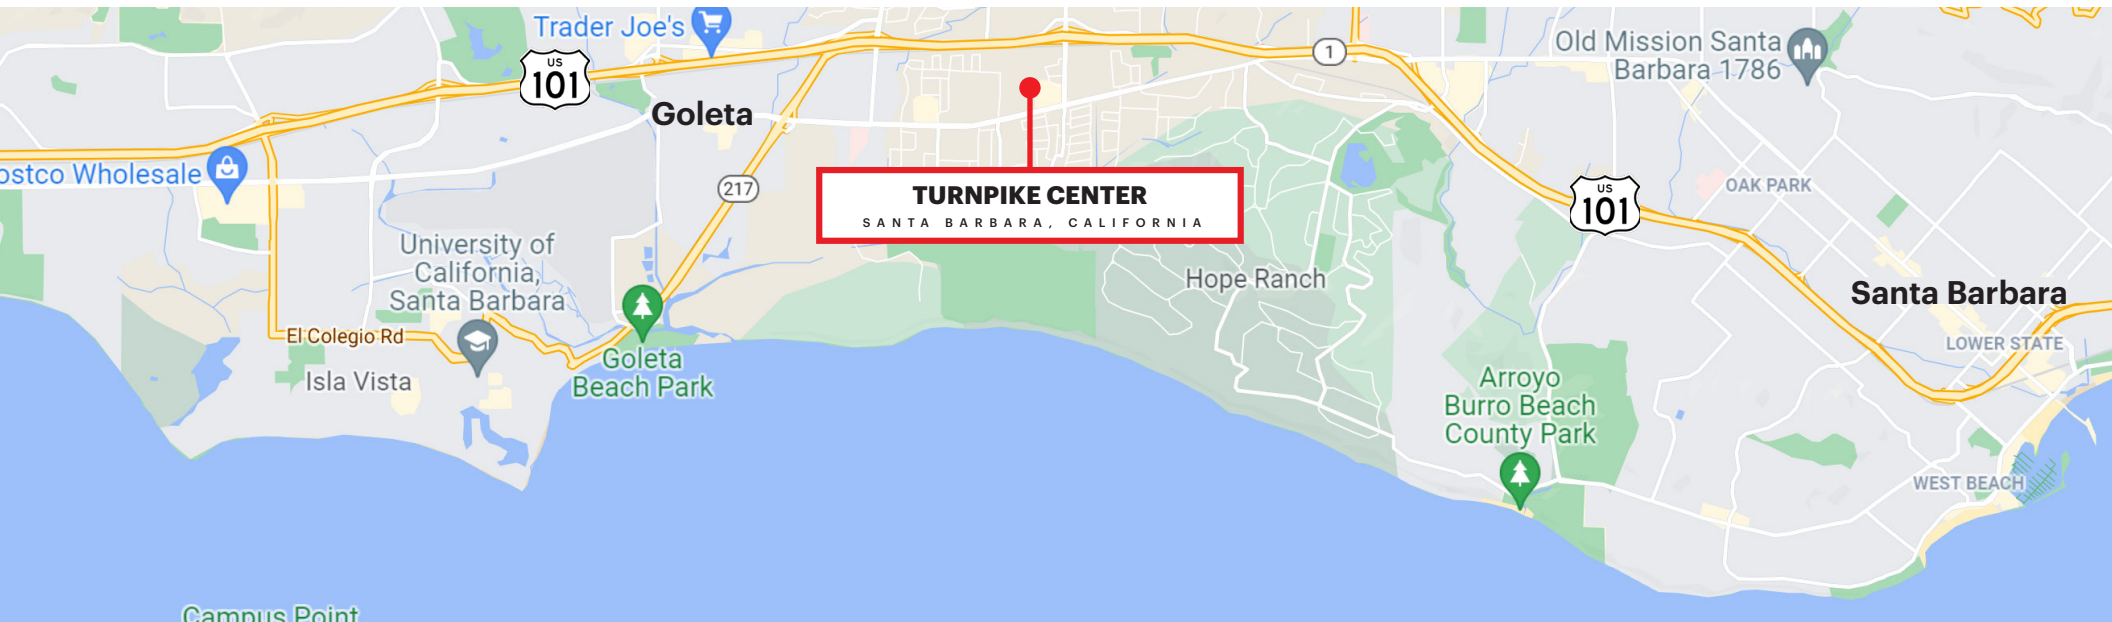 Trader Joe's
US
101
Goleta
1
Old Mission Santa
Barbara 1786
ostco Wholesale
217
TURNPIKE CENTER
SANTA BARBARA, CALIFORNIA
OAK PARK
US
101
University of
California,
Santa Barbara
Hope Ranch
Santa Barbara
El Colegio Rd
LOWER STATE
Isla Vista
Goleta
Beach Park
Arroyo
Burro Beach
County Park
WEST BEACH
Campus Point